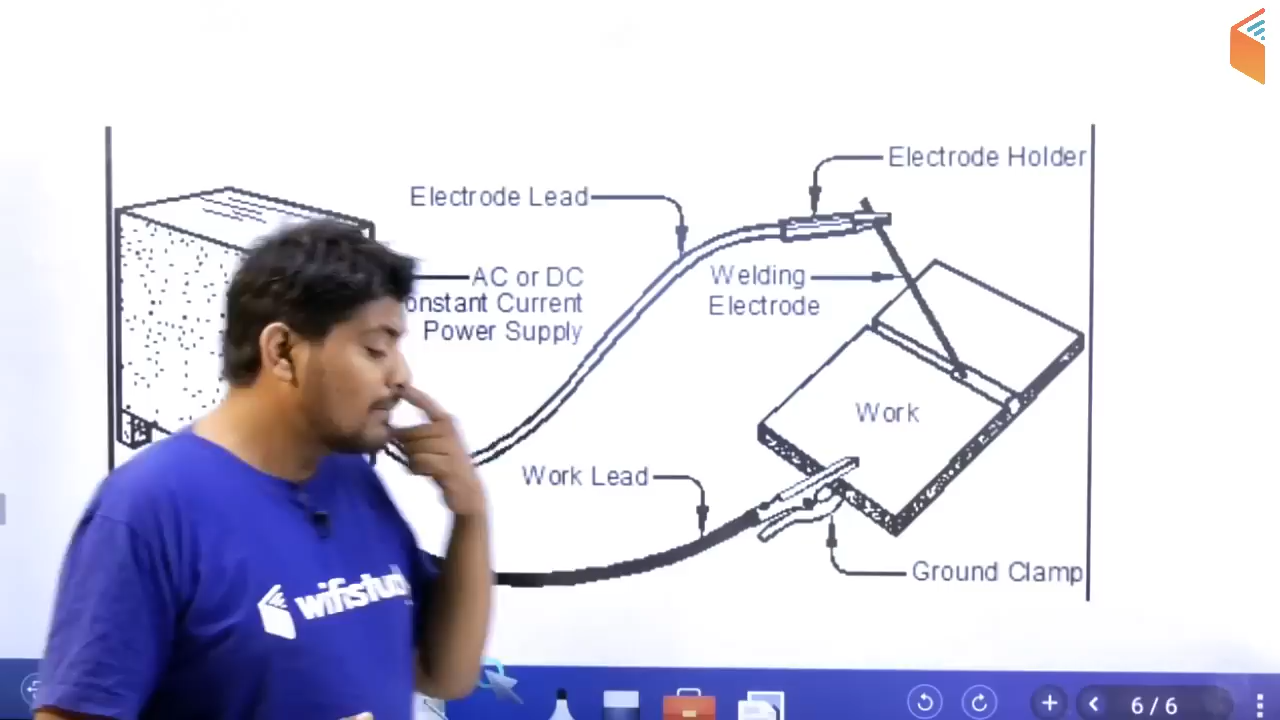 Electrode Holder
Electrode Lead
AC or DC
onstant Current
Power Supply
Welding
Electrode
Work
Work Lead
Ground Clamp
wifistud
6 / 6